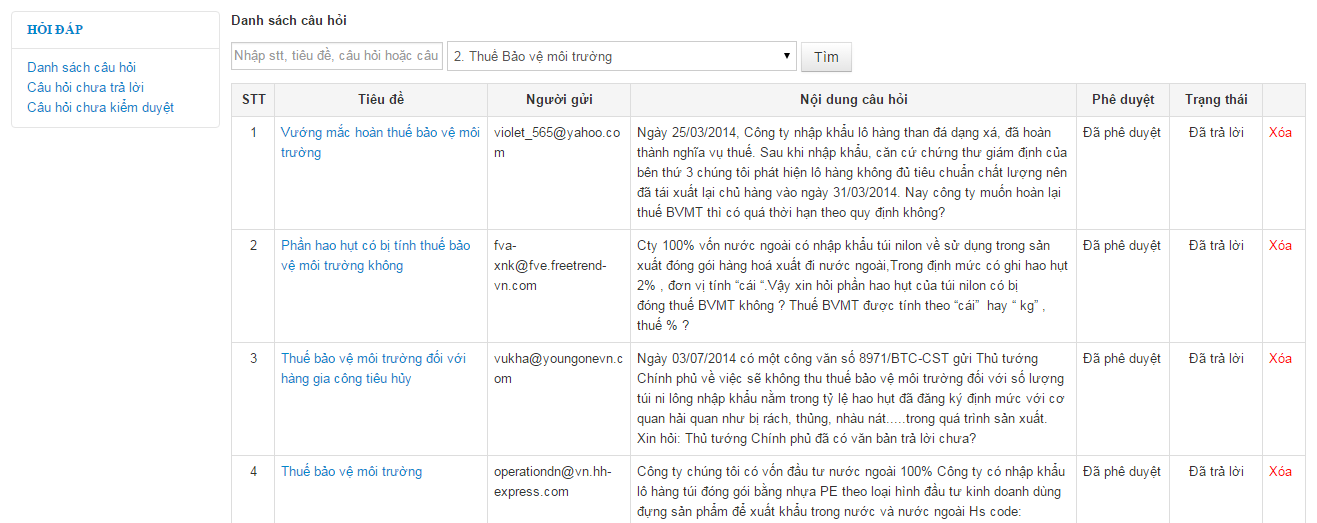 HỎI ĐÁP
Danh sách câu hỏi
Câu hỏi chưa trả lời
Câu hỏi chưa kiểm duyệt
Danh sách câu hỏi
Nhập stt, tiêu đề, câu hỏi hoặc câu
2. Thuế Bảo vệ môi trường
Tìm
STT Tiêu đề Người gửi Nội dung câu hỏi Phê duyệt Trạng thái
1
Vướng mắc hoàn thuế bảo vệ môi
trường
violet_565@yahoo.co
m
Ngày 25/03/2014, Công ty nhập khẩu lô hàng than đá dạng xá, đã hoàn
thành nghĩa vụ thuế. Sau khi nhập khẩu, căn cứ chứng thư giám định của
bên thứ 3 chúng tôi phát hiện lô hàng không đủ tiêu chuẩn chất lượng nên
đã tái xuất lại chủ hàng vào ngày 31/03/2014. Nay công ty muốn hoàn lại
thuế BVMT thì có quá thời hạn theo quy định không?
Đã phê duyệt
Đã trả lời
Xóa
2
Phần hao hụt có bị tính thuế bảo
vệ môi trường không
fva-
xnk@fve.freetrend-
vn.com
Cty 100% vốn nước ngoài có nhập khẩu túi nilon về sử dụng trong sản
xuất đóng gói hàng hoá xuất đi nước ngoài,Trong định mức có ghi hao hụt
2% , đơn vị tính “cái “.Vậy xin hỏi phần hao hụt của túi nilon có bị
đóng thuế BVMT không ? Thuế BVMT được tính theo “cái” hay “ kg” ,
thuế % ?
Đã phê duyệt
Đã trả lời
Xóa
3
Thuế bảo vệ môi trường đối với
hàng gia công tiêu hủy
vukha@youngonevn.c
om
Ngày 03/07/2014 có một công văn số 8971/BTC-CST gửi Thủ tướng
Chính phủ về việc sẽ không thu thuế bảo vệ môi trường đối với số lượng
túi ni lông nhập khẩu nằm trong tỷ lệ hao hụt đã đăng ký định mức với cơ
quan hải quan như bị rách, thủng, nhàu nát.....trong quá trình sản xuất.
Xin hỏi: Thủ tướng Chính phủ đã có văn bản trả lời chưa?
Đã phê duyệt
Đã trả lời
Xóa
4
Thuế bảo vệ môi trường
operationdn@vn.hh-
express.com
Công ty chúng tôi có vốn đầu tư nước ngoài 100% Công ty có nhập khẩu
lô hàng túi đóng gói bằng nhựa PE theo loại hình đầu tư kinh doanh dùng
đựng sản phẩm để xuất khẩu trong nước và nước ngoài Hs code:
Đã phê duyệt
Đã trả lời
Xóa